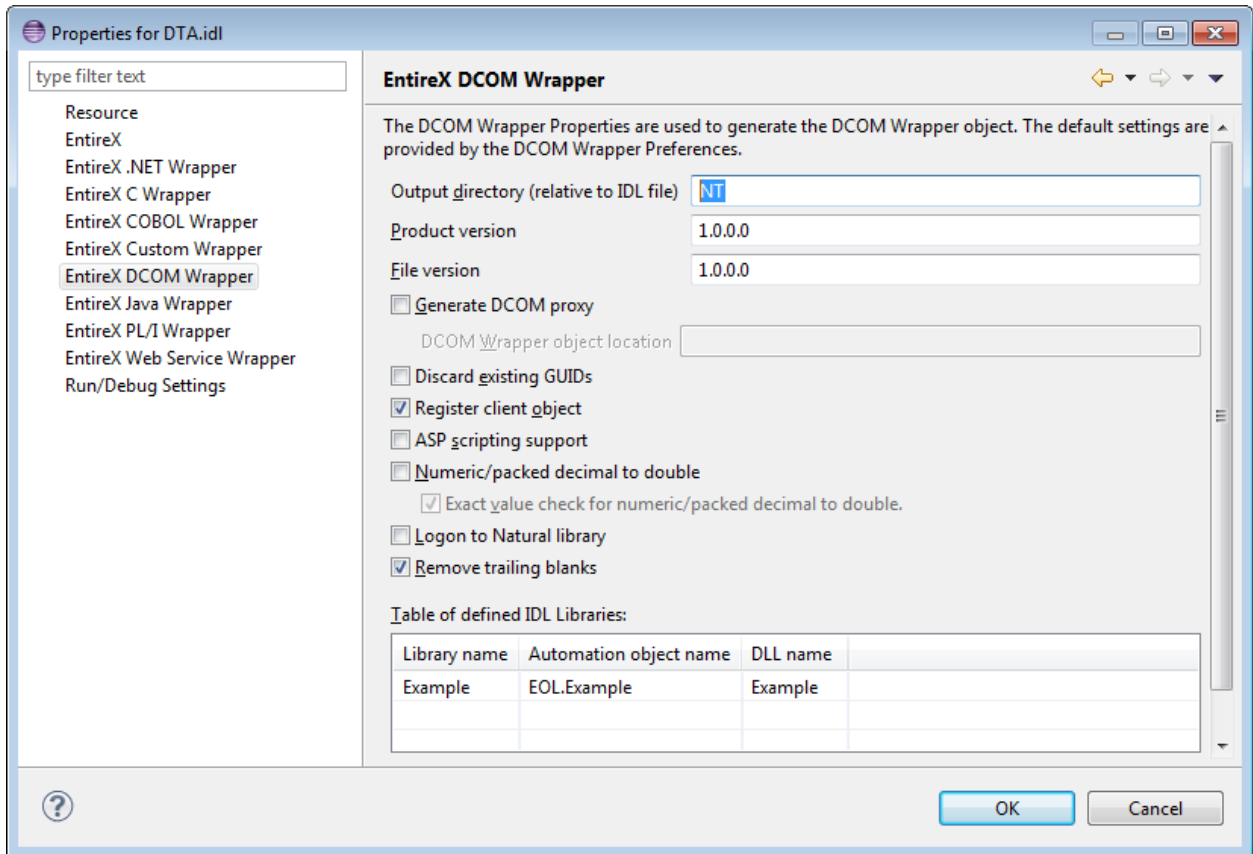 Properties for DTA.idl
type filter text
Resource
EntireX
EntireX .NET Wrapper
EntireX C Wrapper
EntireX COBOL Wrapper
EntireX Custom Wrapper
EntireX DCOM Wrapper
EntireX Java Wrapper
EntireX PL/I Wrapper
EntireX Web Service Wrapper
Run/Debug Settings
EntireX DCOM Wrapper
The DCOM Wrapper Properties are used to generate the DCOM Wrapper object. The default settings are
provided by the DCOM Wrapper Preferences.
Output directory (relative to IDL file) NT
Product version 1.0.0.0
File version 1.0.0.0
Generate DCOM proxy
DCOM Wrapper object location
Discard existing GUIDs
Register client object
ASP scripting support
Numeric/packed decimal to double
Exact value check for numeric/packed decimal to double.
Logon to Natural library
Remove trailing blanks
Table of defined IDL Libraries:
Library name Automation object name DLL name
Example EOL.Example Example
? OK Cancel